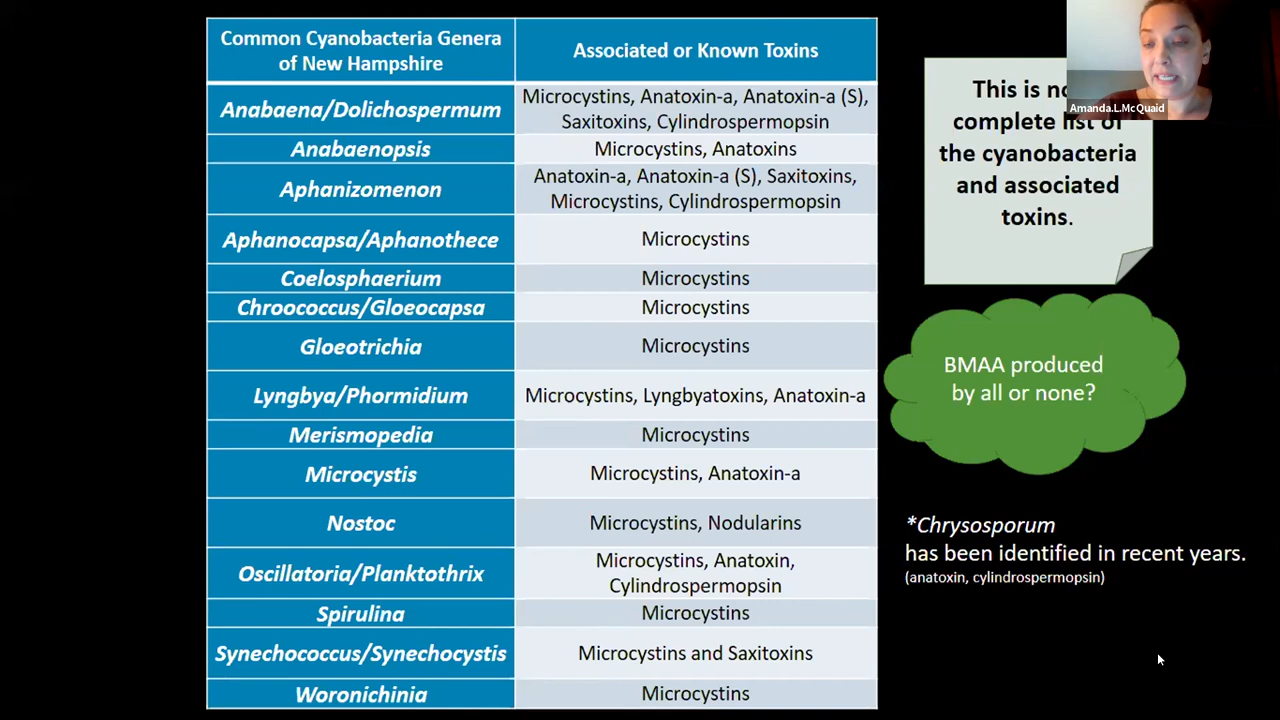 Common Cyanobacteria Genera
of New Hampshire
Associated or Known Toxins
Anabaena/Dolichospermum
Microcystins, Anatoxin-a, Anatoxin-a (S),
Saxitoxins, Cylindrospermopsin
Anabaenopsis
Microcystins, Anatoxins
Aphanizomenon
Anatoxin-a, Anatoxin-a (S), Saxitoxins,
Microcystins, Cylindrospermopsin
Aphanocapsa/Aphanothece
Microcystins
Coelosphaerium
Microcystins
Chroococcus/Gloeocapsa
Microcystins
Gloeotrichia
Microcystins
Lyngbya/Phormidium
Microcystins, Lyngbyatoxins, Anatoxin-a
Merismopedia
Microcystins
Microcystis
Microcystins, Anatoxin-a
Nostoc
Microcystins, Nodularins
Oscillatoria/Planktothrix
Microcystins, Anatoxin,
Cylindrospermopsin
Spirulina
Microcystins
Synechococcus/Synechocystis
Microcystins and Saxitoxins
Woronichinia
Microcystins
Amanda.L.McQuaid
This is
complete list of
the cyanobacteria
and associated
toxins.
BMAA produced
by all or none?
*Chrysosporum
has been identified in recent years.
(anatoxin, cylindrospermopsin)